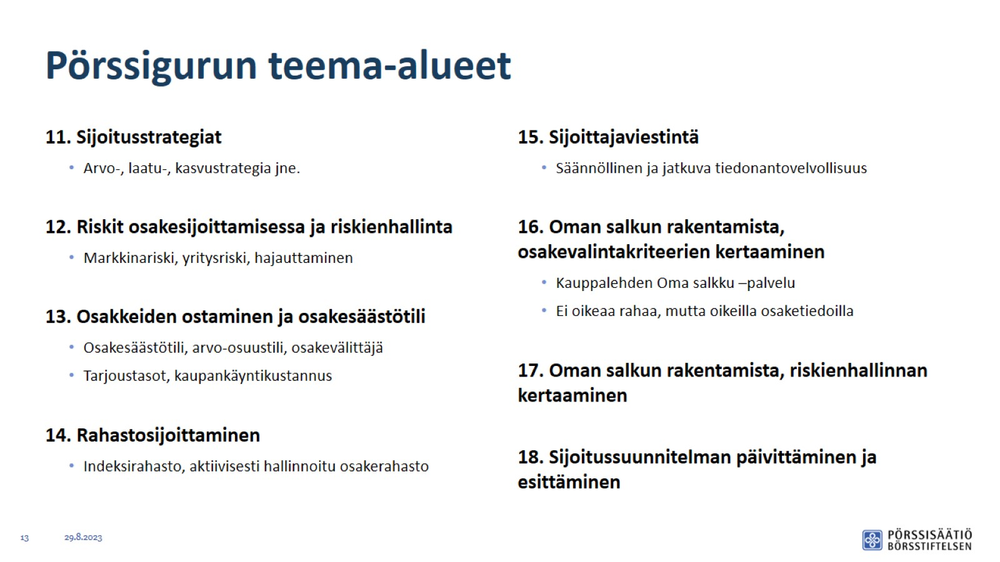 Pörssigurun teema-alueet
11. Sijoitusstrategiat
• Arvo-, laatu-, kasvustrategia jne.
12. Riskit osakesijoittamisessa ja riskienhallinta
• Markkinariski, yritysriski, hajauttaminen
13. Osakkeiden ostaminen ja osakesäästötili
• Osakesäästötili, arvo-osuustili, osakevälittäjä
• Tarjoustasot, kaupankäyntikustannus
14. Rahastosijoittaminen
• Indeksirahasto, aktiivisesti hallinnoitu osakerahasto
15. Sijoittajaviestintä
• Säännöllinen ja jatkuva tiedonantovelvollisuus
16. Oman salkun rakentamista,
osakevalintakriteerien kertaaminen
• Kauppalehden Oma salkku –palvelu
• Ei oikeaa rahaa, mutta oikeilla osaketiedoilla
17. Oman salkun rakentamista, riskienhallinnan
kertaaminen
18. Sijoitussuunnitelman päivittäminen ja
esittäminen
13 29.8.2023
PÖRSSISÄÄTIÖ
BÖRSSTIFTELSEN